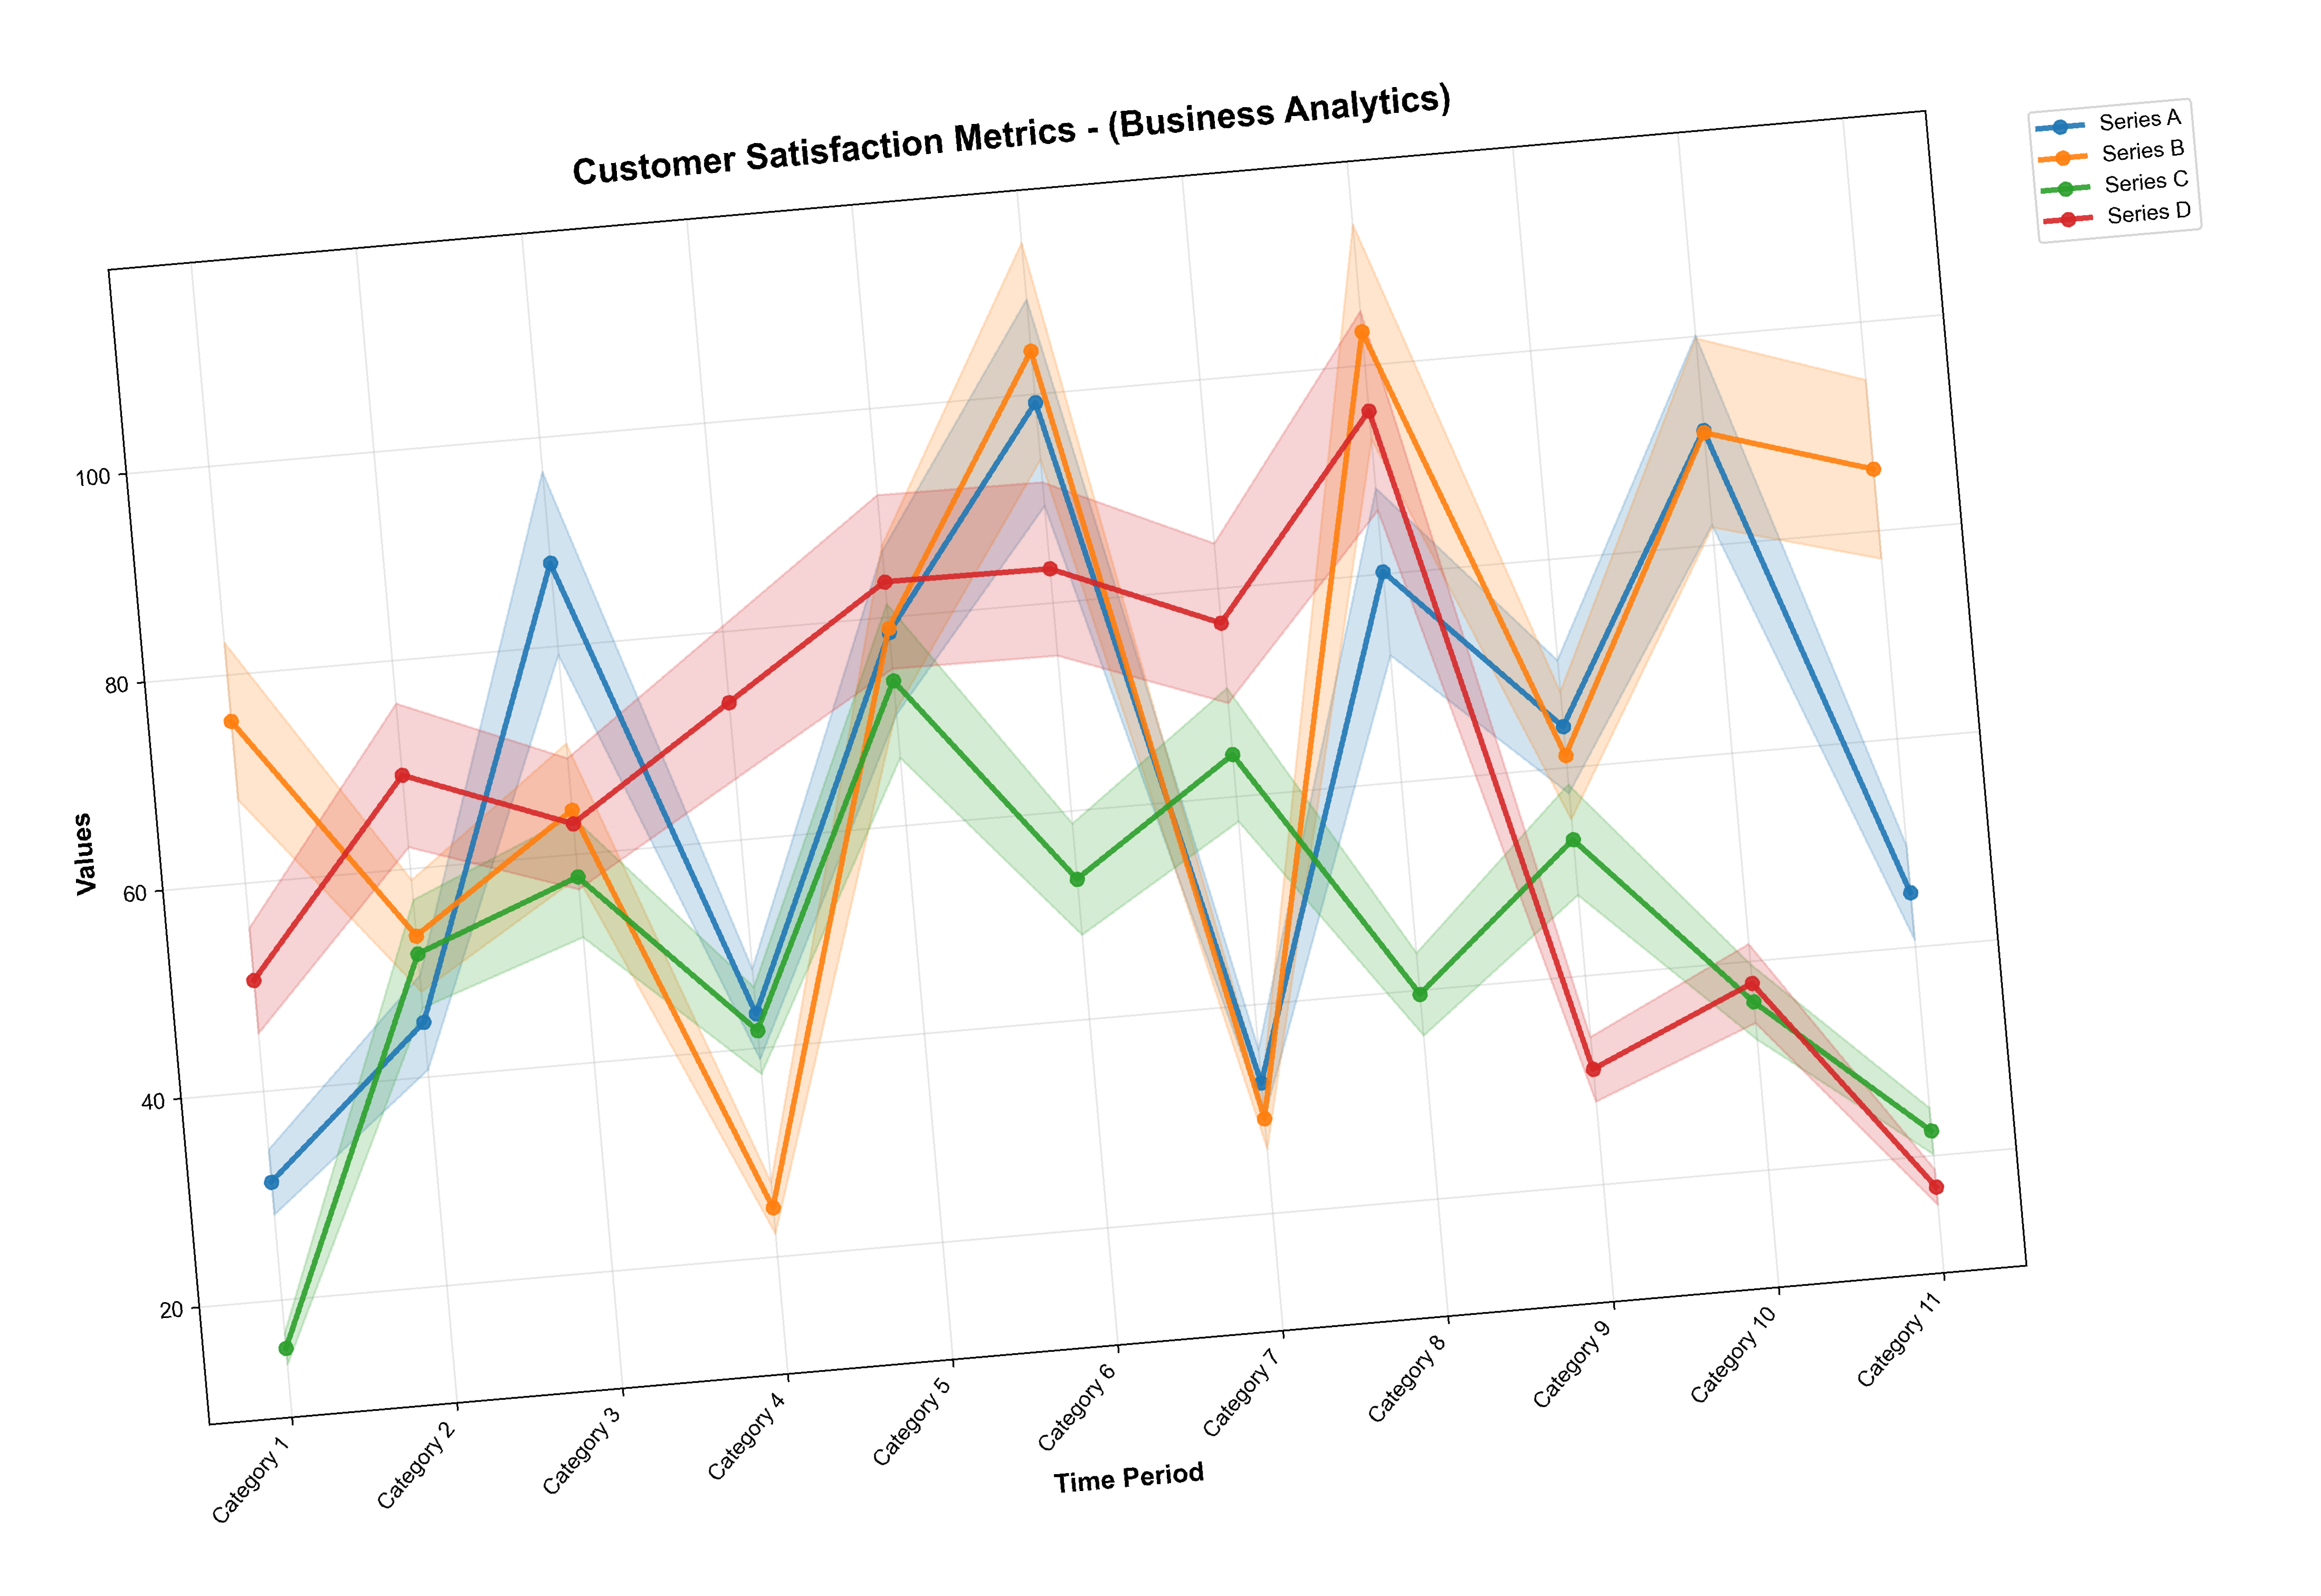 Customer Satisfaction Metrics - (Business Analytics)
Series A
Series B
Series C
Series D
Values
100
80
60
40
20
Category 1
Category 2
Category 3
Category 4
Category 5
Category 6
Category 7
Category 8
Category 9
Category 10
Category 11
Time Period